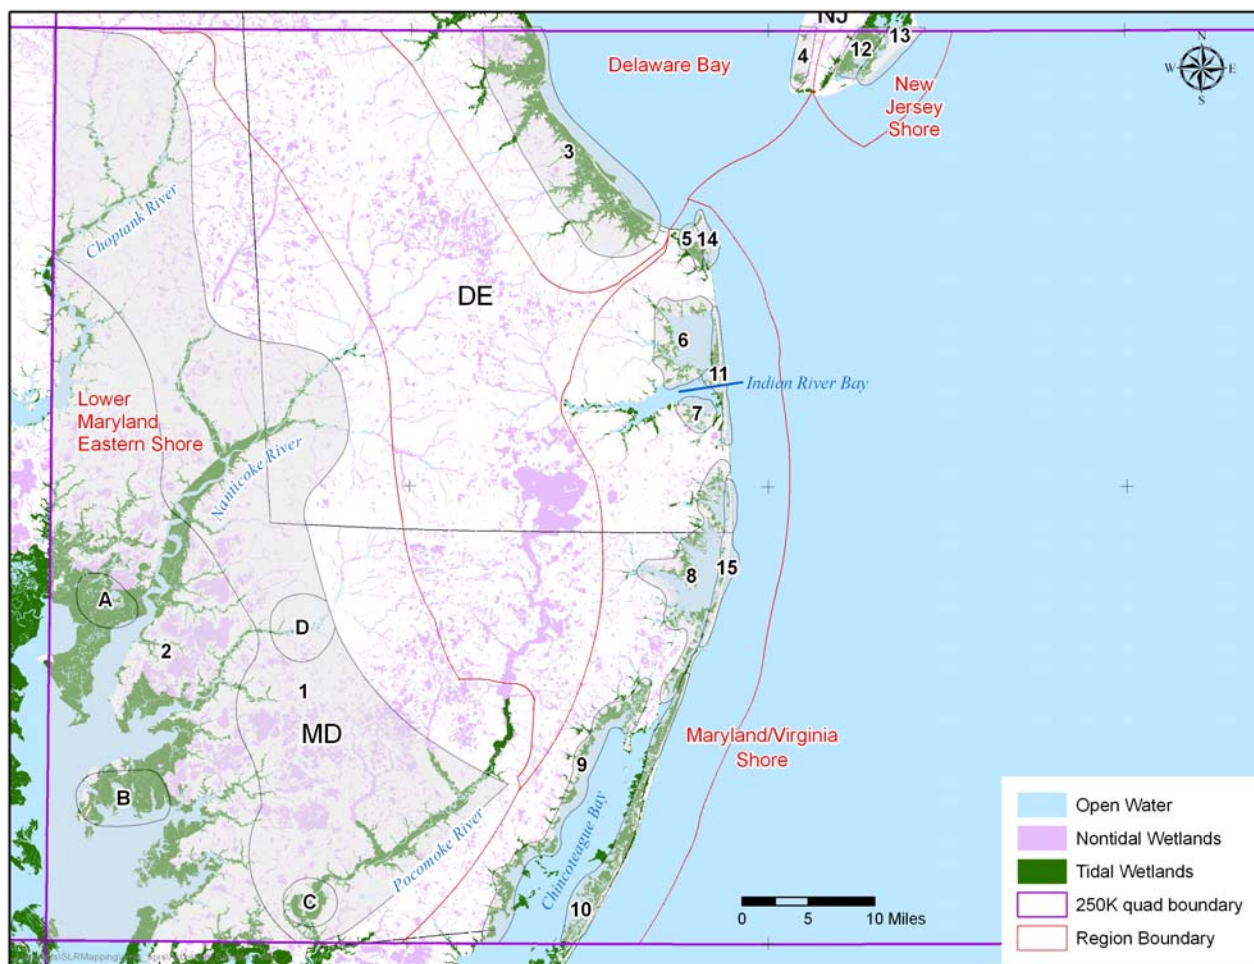 NJ
13
12
4
N
W
E
S
Delaware Bay
New
Jersey
Shore
3
Choptank River
5
14
DE
6
11
Indian River Bay
7
Lower
Maryland
Eastern Shore
Nanticoke River
8
15
A
D
2
1
MD
Maryland/Virginia
Shore
9
B
Pocomoke River
Chincoteague Bay
C
10
0
5
10 Miles
Open Water
Nontidal Wetlands
Tidal Wetlands
250K quad boundary
Region Boundary